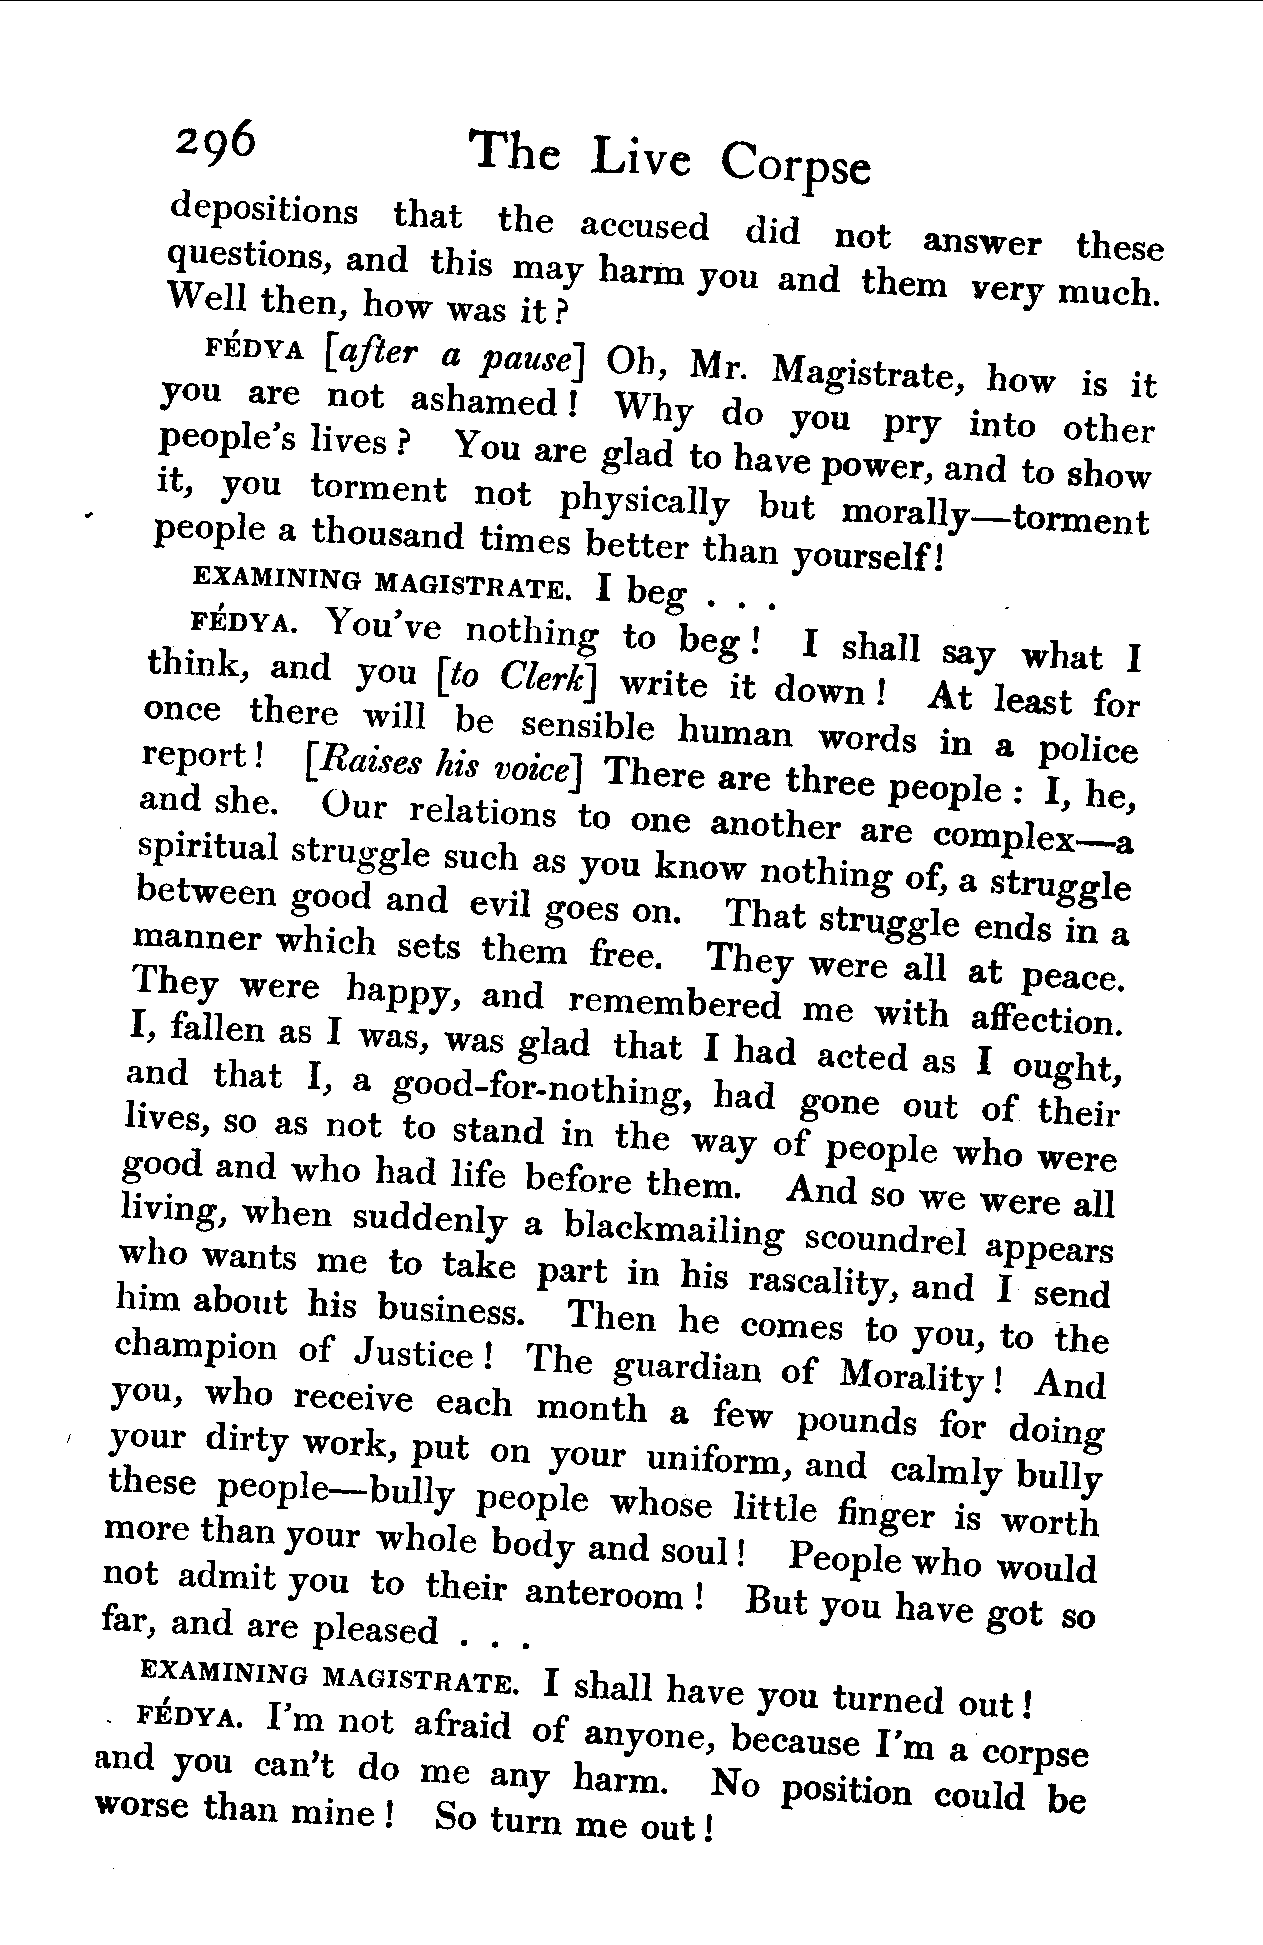 296 The Live Corpse
depositions that the accused did not answer these
questions, and this may harm you and them very much.
Well then, how was it?
FÉDYA [after a pause] Oh, Mr. Magistrate, how is it
you are not ashamed! Why do you pry into other
people's lives? You are glad to have power, and to show
it, you torment not physically but morally—torment
people a thousand times better than yourself!
EXAMINING MAGISTRATE. I beg . . .
FÉDYA. You've nothing to beg! I shall say what I
think, and you [to Clerk] write it down! At least for
once there will be sensible human words in a police
report! [Raises his voice] There are three people: I, he,
and she. Our relations to one another are complex—a
spiritual struggle such as you know nothing of, a struggle
between good and evil goes on. That struggle ends in a
manner which sets them free. They were all at peace.
They were happy, and remembered me with affection.
I, fallen as I was, was glad that I had acted as I ought,
and that I, a good-for-nothing, had gone out of their
lives, so as not to stand in the way of people who were
good and who had life before them. And so we were all
living, when suddenly a blackmailing scoundrel appears
who wants me to take part in his rascality, and I send
him about his business. Then he comes to you, to the
champion of Justice! The guardian of Morality! And
you, who receive each month a few pounds for doing
your dirty work, put on your uniform, and calmly bully
these people—bully people whose little finger is worth
more than your whole body and soul! People who would
not admit you to their anteroom! But you have got so
far, and are pleased . . .
EXAMINING MAGISTRATE. I shall have you turned out!
FÉDYA. I'm not afraid of anyone, because I'm a corpse
and you can't do me any harm. No position could be
worse than mine! So turn me out!